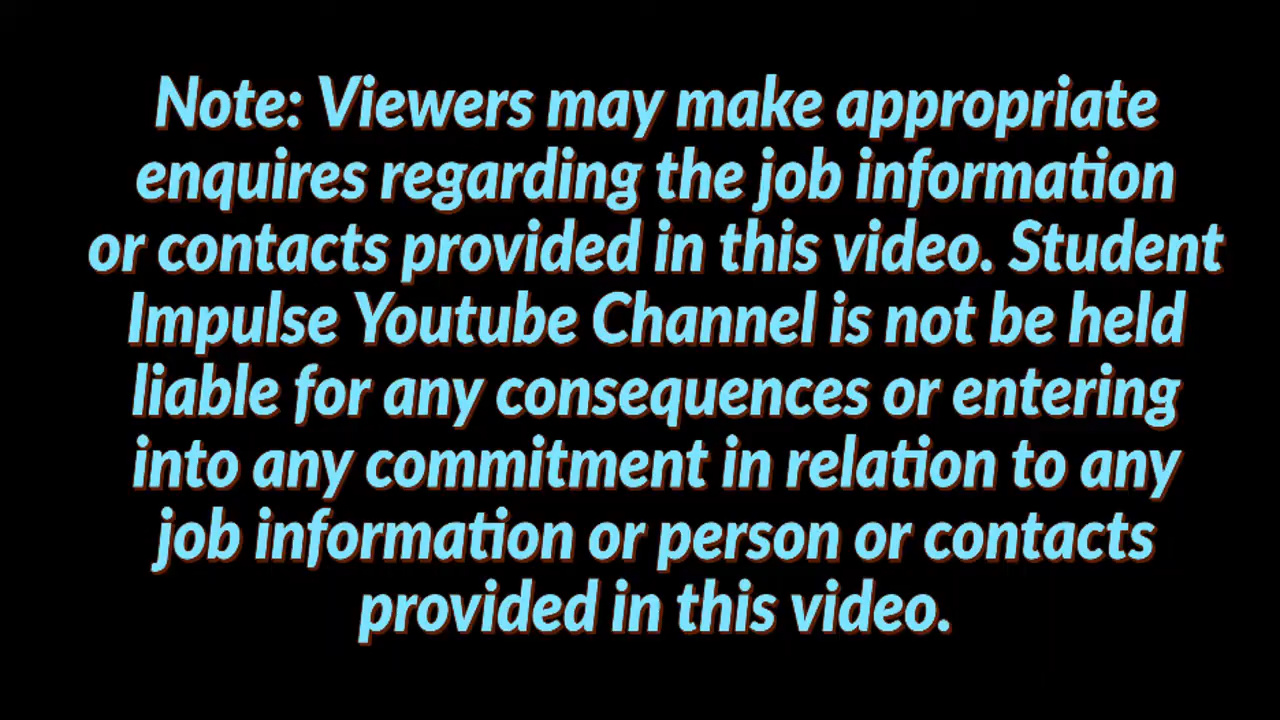 Note: Viewers may make appropriate
enquires regarding the job information
or contacts provided in this video. Student
Impulse Youtube Channel is not be held
liable for any consequences or entering
into any commitment in relation to any
job information or person or contacts
provided in this video.